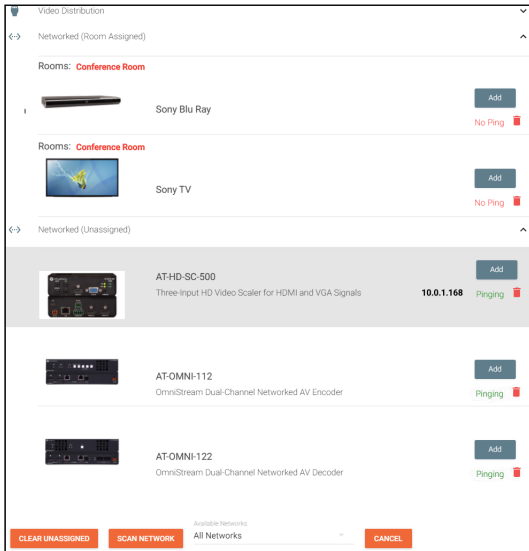 Video Distribution
Networked (Room Assigned)
Rooms: Conference Room
Sony Blu Ray
Add
No Ping
Rooms: Conference Room
Sony TV
Add
No Ping
Networked (Unassigned)
AT-HD-SC-500
Three-Input HD Video Scaler for HDMI and VGA Signals
10.0.1.168
Add
Pinging
AT-OMNI-112
OmniStream Dual-Channel Networked AV Encoder
Add
Pinging
AT-OMNI-122
OmniStream Dual-Channel Networked AV Decoder
Add
Pinging
CLEAR UNASSIGNED
SCAN NETWORK
Available Networks
All Networks
CANCEL